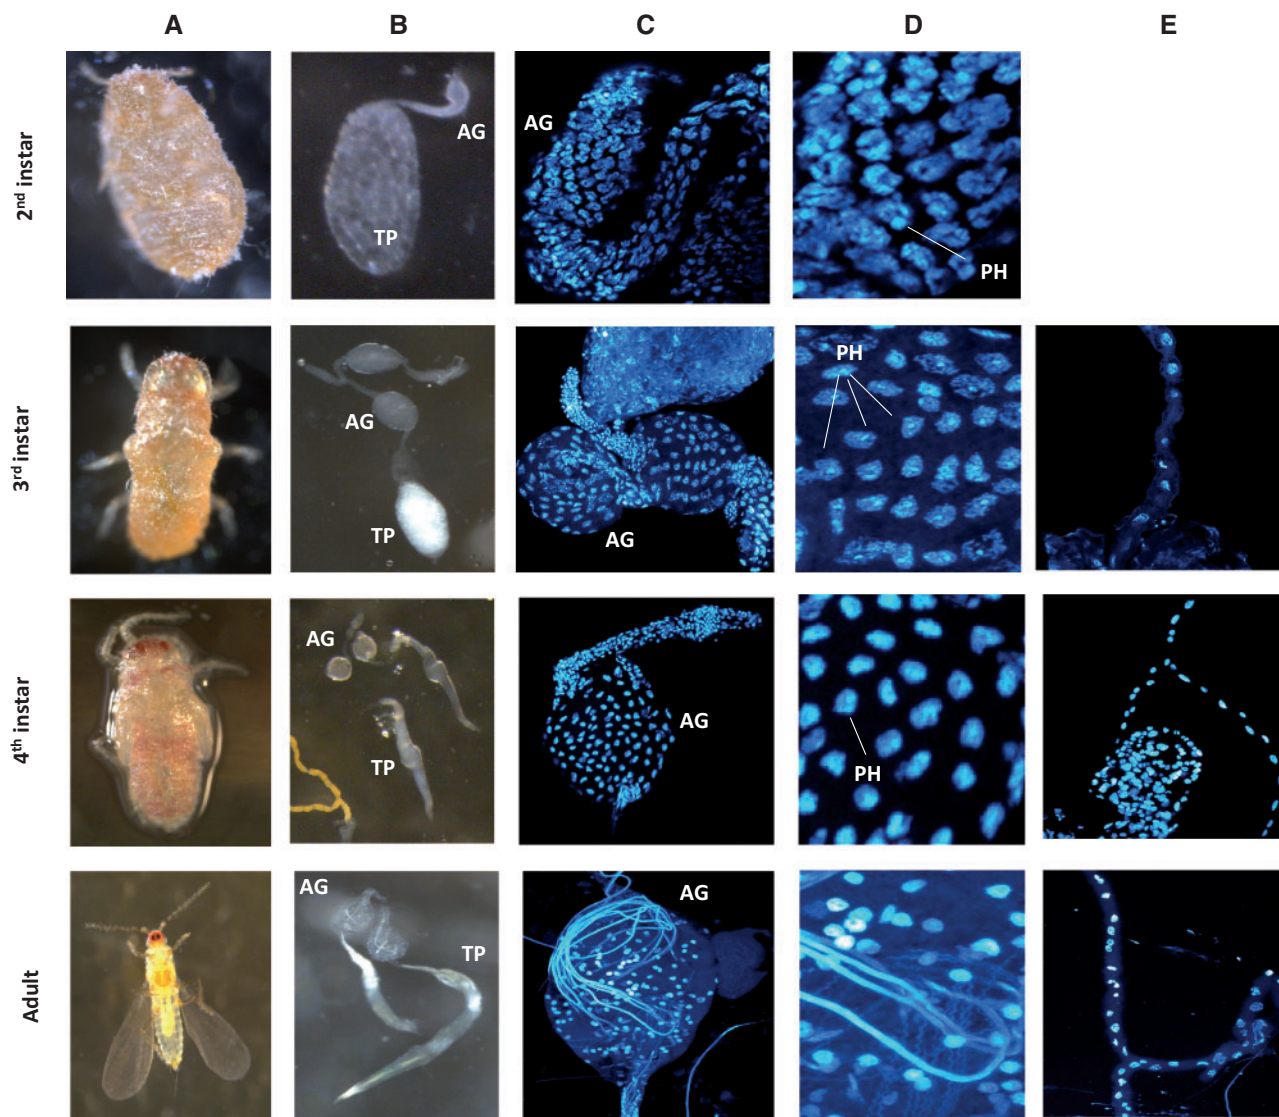 A B C D E
2nd instar
AG
TP
AG
PH
3rd instar
AG
TP
AG
PH
4th instar
AG
TP
AG
PH
Adult
AG
TP
AG